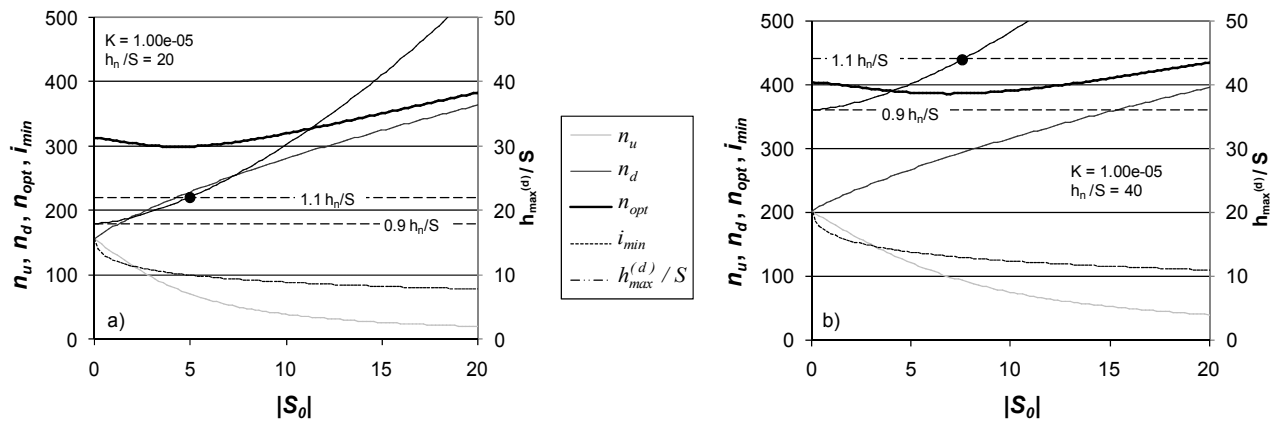 500
400
300
200
100
0
n_u, n_d, n_opt, i_min
K = 1.00e-05
h_n/S = 20
1.1 h_n/S
0.9 h_n/S
a)
50
40
30
20
10
0
h_max^(d)/S
0 5 10 15 20
|S_0|
n_u
n_d
n_opt
i_min
h_max^(d) / S
500
400
300
200
100
0
n_u, n_d, n_opt, i_min
1.1 h_n/S
0.9 h_n/S
K = 1.00e-05
h_n/S = 40
b)
50
40
30
20
10
0
h_max^(d)/S
0 5 10 15 20
|S_0|